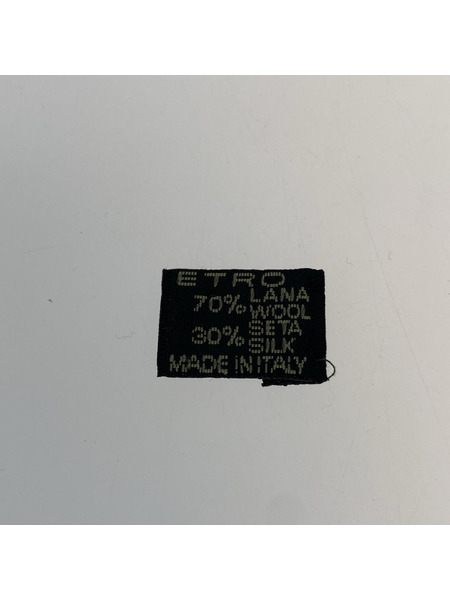 ETRO
70% LANA
WOOL
30% SETA
SILK
MADE IN ITALY